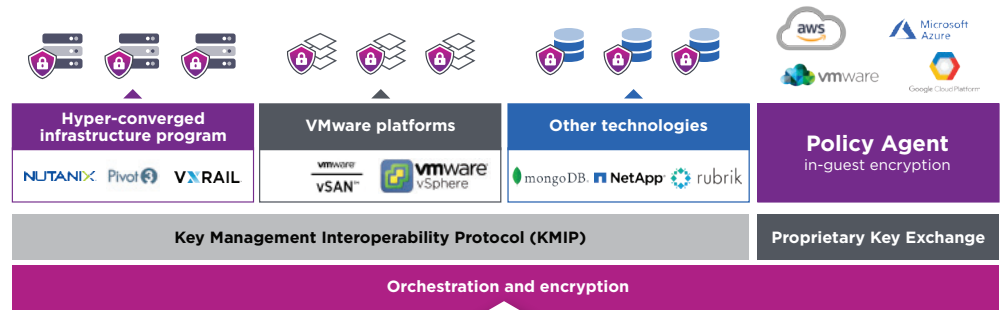 aws
Microsoft
Azure
vmware
Google Cloud Platform
Hyper-converged
infrastructure program
VMware platforms
Other technologies
Policy Agent
in-guest encryption
NUTANIX
Pivot3
VXRAIL
vmware
vSAN™
vmware®
vSphere
mongoDB.
NetApp
rubrik
Key Management Interoperability Protocol (KMIP)
Proprietary Key Exchange
Orchestration and encryption